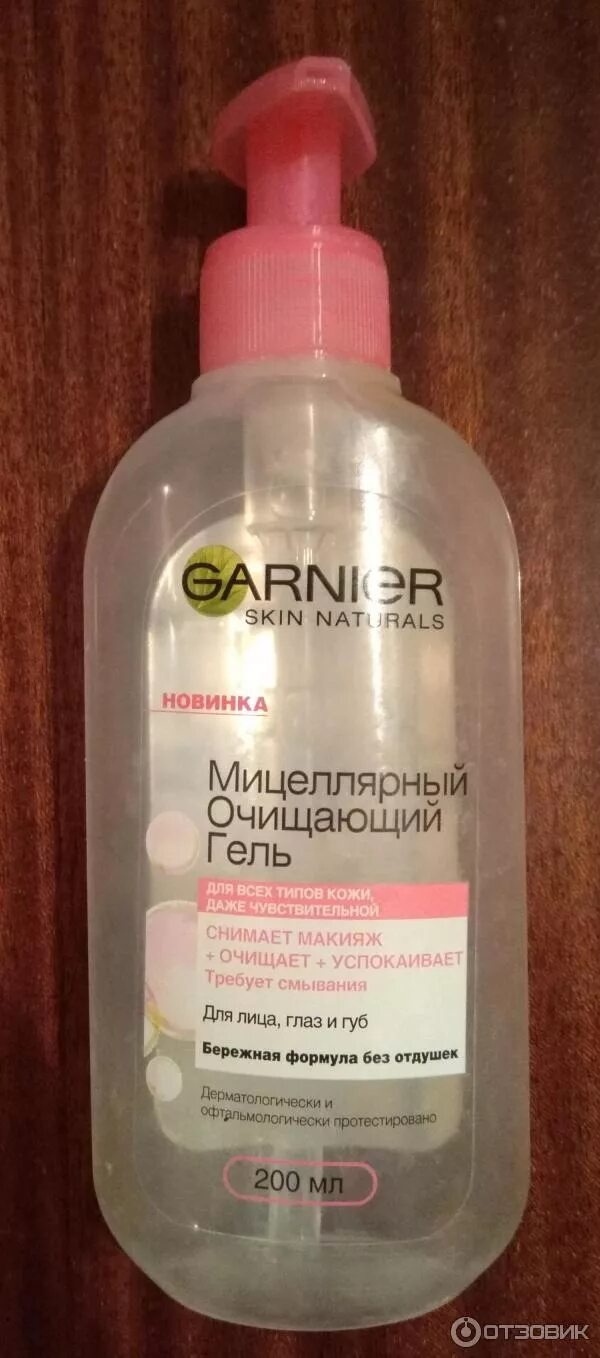 GARNIER
SKIN NATURALS
НОВИНКА
Мицеллярный
Очищающий
Гель
ДЛЯ ВСЕХ ТИПОВ КОЖИ,
ДАЖЕ ЧУВСТВИТЕЛЬНОЙ
СНИМАЕТ МАКИЯЖ
+ ОЧИЩАЕТ + УСПОКАИВАЕТ
Требует смывания
Для лица, глаз и губ
Бережная формула без отдушек
Дерматологически и
офтальмологически протестировано
200 мл
ОТЗОВИК